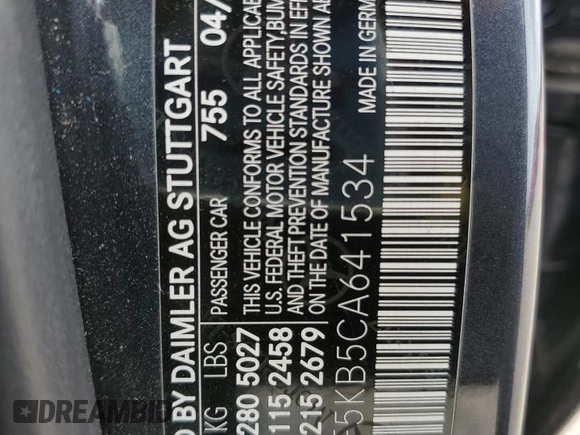 D BY DAIMLER AG STUTTGART
755 04/
KG LBS PASSENGER CAR
280 5027 THIS VEHICLE CONFORMS TO ALL APPLICABLE
115 2458 U.S. FEDERAL MOTOR VEHICLE SAFETY, BUM
215 2679 AND THEFT PREVENTION STANDARDS IN EFF
ON THE DATE OF MANUFACTURE SHOWN AB
5KB5CA641534 MADE IN GERM
DREAMBID